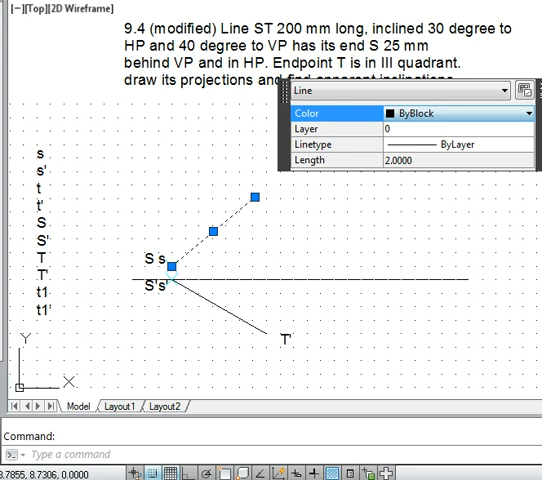 [−][Top][2D Wireframe]
9.4 (modified) Line ST 200 mm long, inclined 30 degree to
HP and 40 degree to VP has its end S 25 mm
behind VP and in HP. Endpoint T is in III quadrant.
draw its projections and find apparent inclinations.
Line
Color ByBlock
Layer 0
Linetype ByLayer
Length 2.0000
s
s'
t
t'
S
S'
T
T'
t1
t1'
S s
S's'
T'
Y
X
Model Layout1 Layout2
Command:
Type a command
3.7855, 8.7306, 0.0000